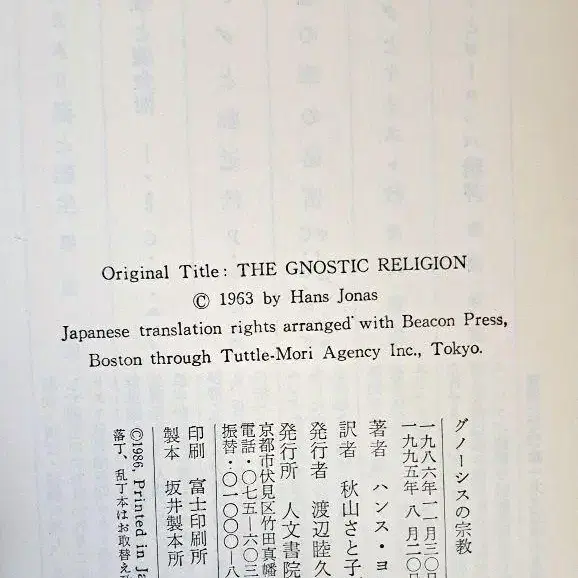 Original Title: THE GNOSTIC RELIGION
© 1963 by Hans Jonas
Japanese translation rights arranged with Beacon Press,
Boston through Tuttle-Mori Agency Inc., Tokyo.
グノーシスの宗教
一九八六年一一月三〇
一九九五年 八月二〇
著者 ハンス・ヨ
訳者 秋山さと子
発行者 渡辺睦久
発行所 人文書院
京都市伏見区竹田真幡
電話・〇七五―六〇三
振替・〇一〇〇〇―八
印刷 冨士印刷所
製本 坂井製本所
©1986, Printed in Ja
落丁、乱丁本はお取替え